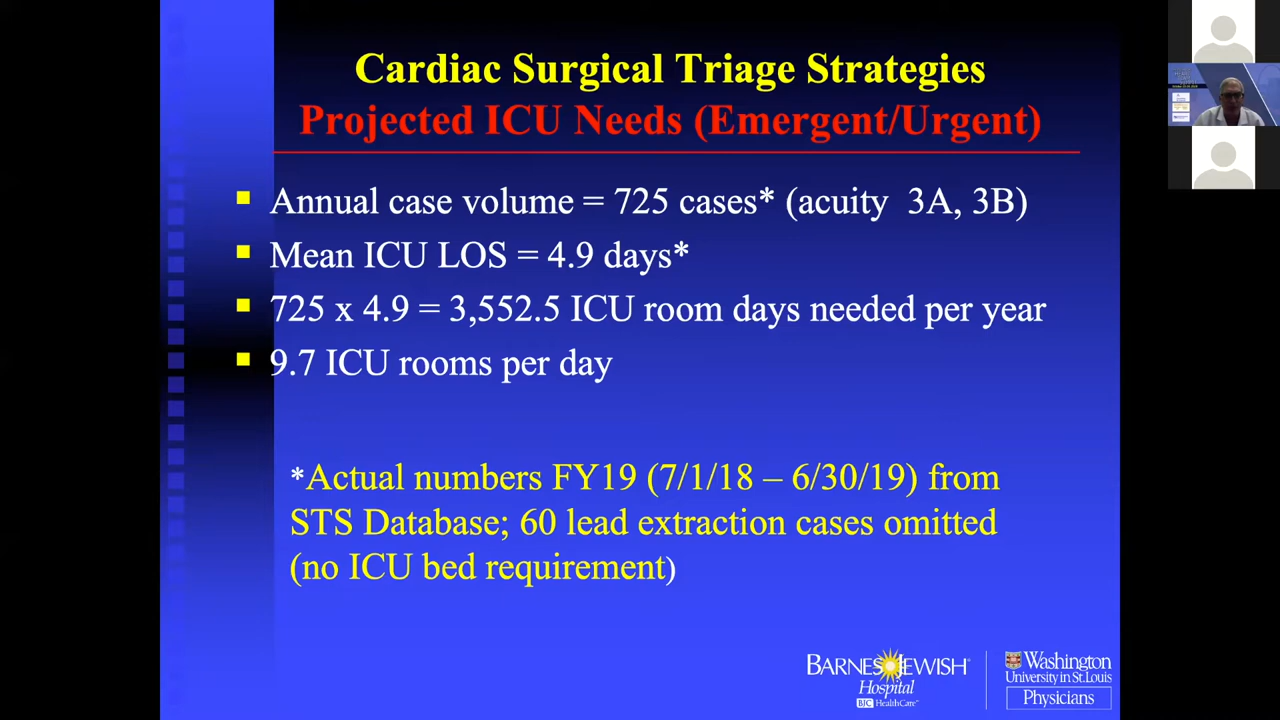 Cardiac Surgical Triage Strategies
Projected ICU Needs (Emergent/Urgent)
Annual case volume = 725 cases* (acuity 3A, 3B)
Mean ICU LOS = 4.9 days*
725 x 4.9 = 3,552.5 ICU room days needed per year
9.7 ICU rooms per day
*Actual numbers FY19 (7/1/18 – 6/30/19) from
STS Database; 60 lead extraction cases omitted
(no ICU bed requirement)
BARNES JEWISH
Hospital
BJC HealthCare
Washington
University in St. Louis
Physicians